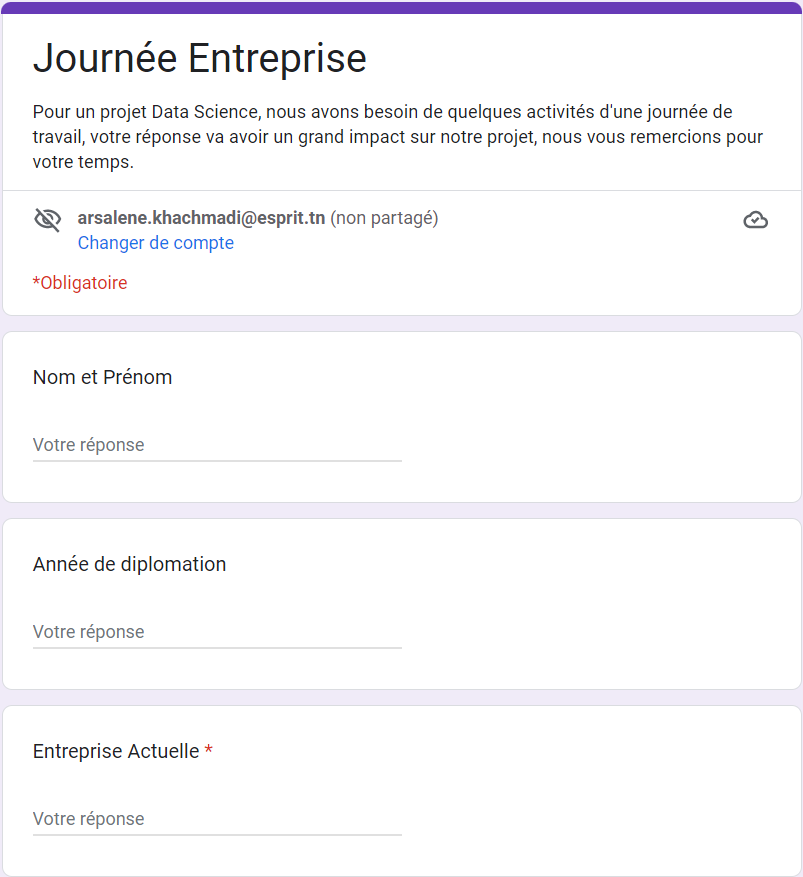 Journée Entreprise
Pour un projet Data Science, nous avons besoin de quelques activités d'une journée de
travail, votre réponse va avoir un grand impact sur notre projet, nous vous remercions pour
votre temps.
arsalene.khachmadi@esprit.tn (non partagé)
Changer de compte
*Obligatoire
Nom et Prénom
Votre réponse
Année de diplomation
Votre réponse
Entreprise Actuelle *
Votre réponse